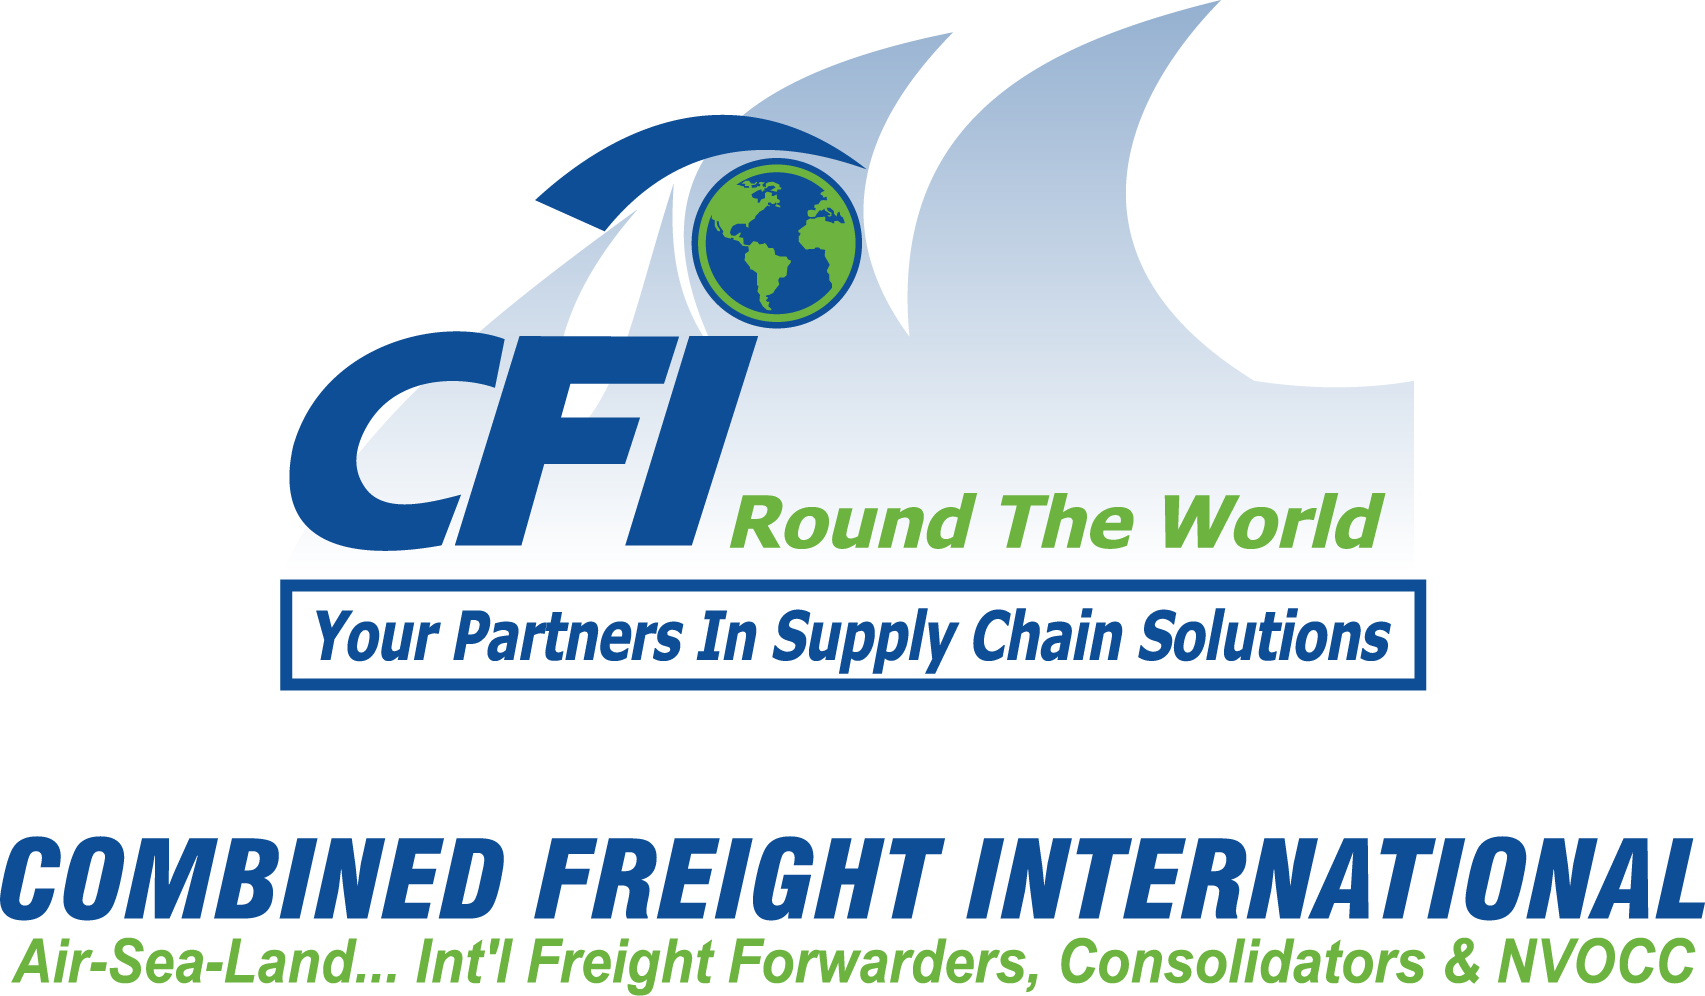 CFI
Round The World
Your Partners In Supply Chain Solutions
COMBINED FREIGHT INTERNATIONAL
Air-Sea-Land... Int'l Freight Forwarders, Consolidators & NVOCC